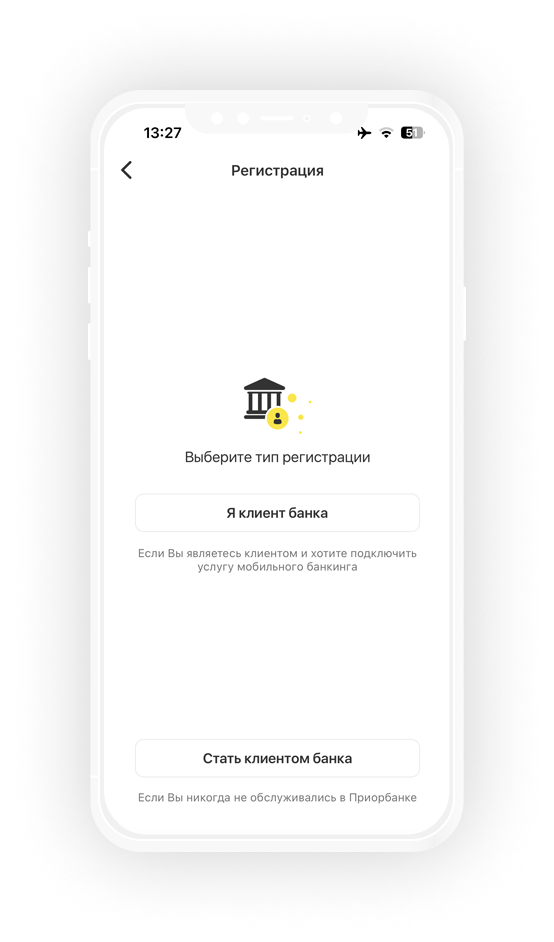 13:27
51
Регистрация
Выберите тип регистрации
Я клиент банка
Если Вы являетесь клиентом и хотите подключить
услугу мобильного банкинга
Стать клиентом банка
Если Вы никогда не обслуживались в Приорбанке